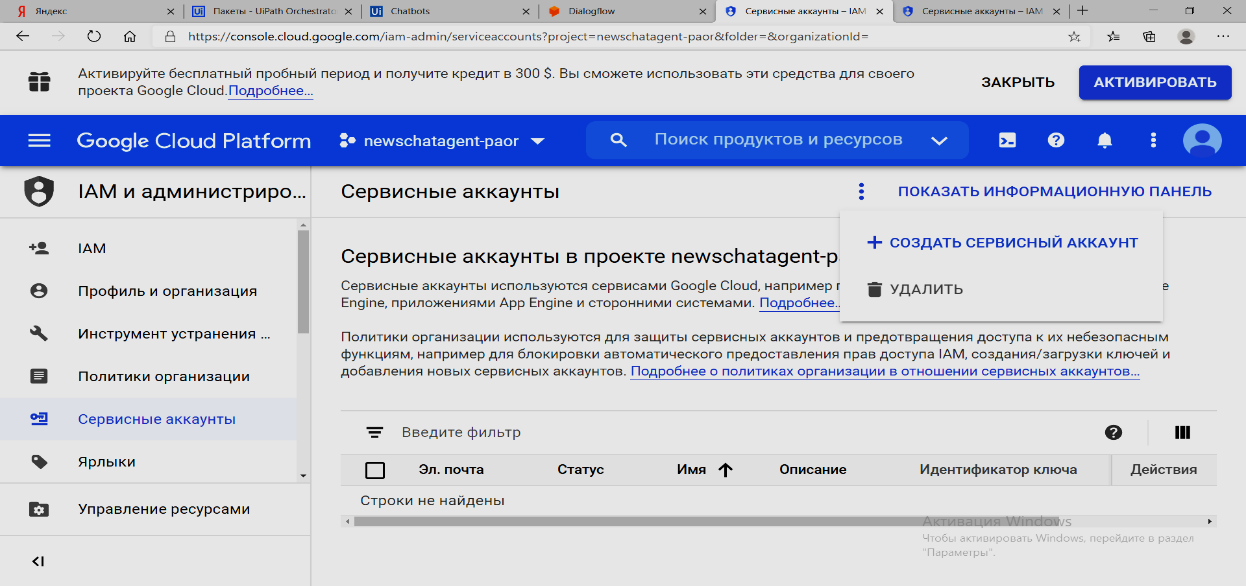 Яндекс
Пакеты - UiPath Orchestrato
Chatbots
Dialogflow
Сервисные аккаунты – IAM
Сервисные аккаунты – IAM
https://console.cloud.google.com/iam-admin/serviceaccounts?project=newschatagent-paor&folder=&organizationId=
Активируйте бесплатный пробный период и получите кредит в 300 $. Вы сможете использовать эти средства для своего
проекта Google Cloud. Подробнее...
ЗАКРЫТЬ
АКТИВИРОВАТЬ
Google Cloud Platform
newschatagent-paor
Поиск продуктов и ресурсов
IAM и администриро...
Сервисные аккаунты
ПОКАЗАТЬ ИНФОРМАЦИОННУЮ ПАНЕЛЬ
СОЗДАТЬ СЕРВИСНЫЙ АККАУНТ
УДАЛИТЬ
IAM
Профиль и организация
Инструмент устранения ...
Политики организации
Сервисные аккаунты
Ярлыки
Управление ресурсами
Сервисные аккаунты в проекте newschatagent-pa
Сервисные аккаунты используются сервисами Google Cloud, например
Engine, приложениями App Engine и сторонними системами. Подробнее..
Политики организации используются для защиты сервисных аккаунтов и предотвращения доступа к их небезопасным
функциям, например для блокировки автоматического предоставления прав доступа IAM, создания/загрузки ключей и
добавления новых сервисных аккаунтов. Подробнее о политиках организации в отношении сервисных аккаунтов...
Введите фильтр
Эл. почта Статус Имя Описание Идентификатор ключа Действия
Строки не найдены
Активация Windows
Чтобы активировать Windows, перейдите в раздел
"Параметры".